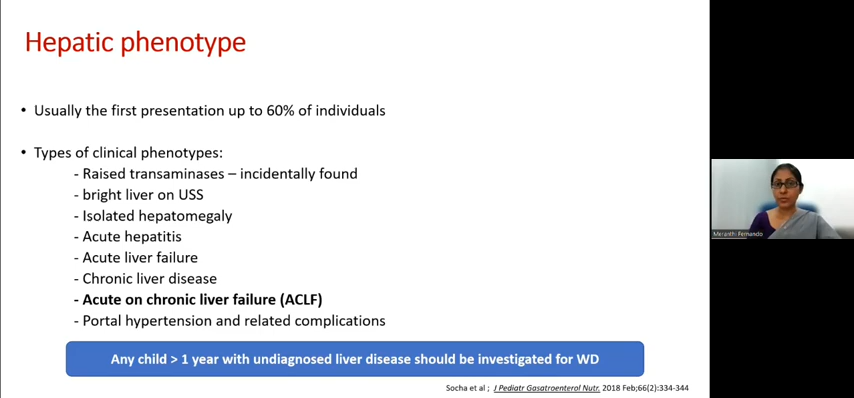 Hepatic phenotype
• Usually the first presentation up to 60% of individuals
• Types of clinical phenotypes:
- Raised transaminases – incidentally found
- bright liver on USS
- Isolated hepatomegaly
- Acute hepatitis
- Acute liver failure
- Chronic liver disease
- Acute on chronic liver failure (ACLF)
- Portal hypertension and related complications
Any child > 1 year with undiagnosed liver disease should be investigated for WD
Socha et al ; J Pediatr Gasatroenterol Nutr. 2018 Feb;66(2):334-344
Meranthi Fernando